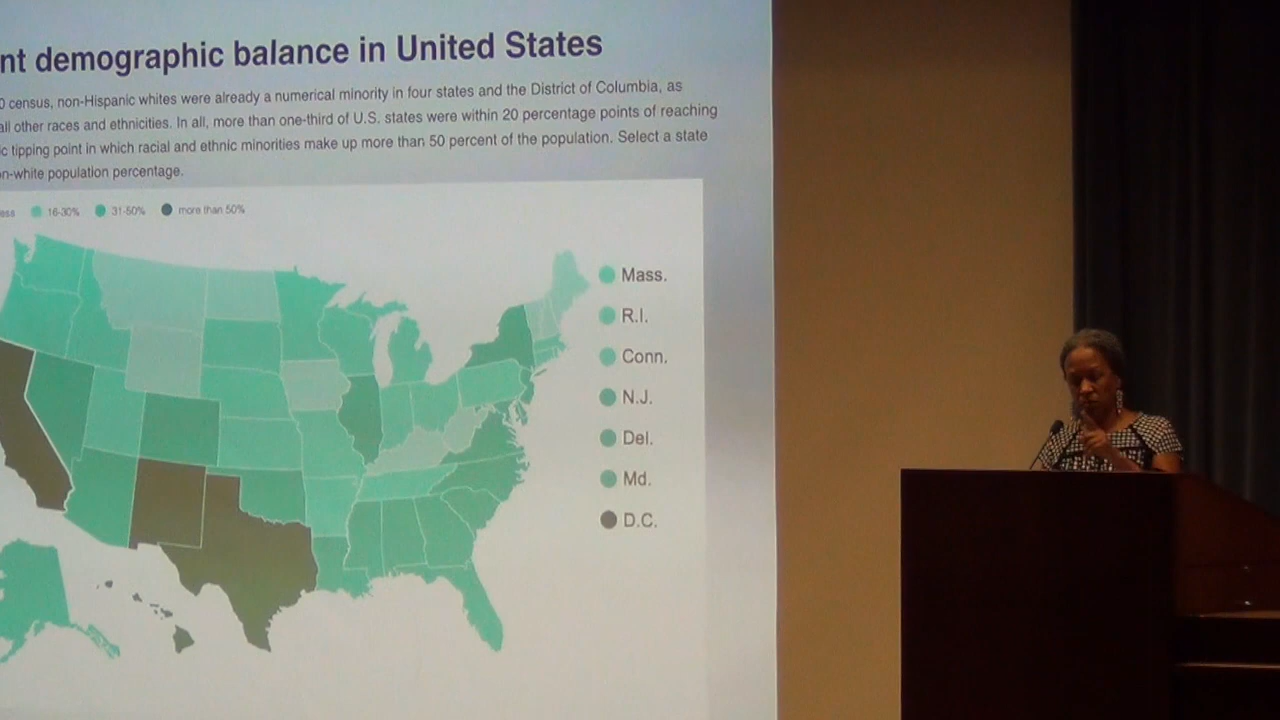 nt demographic balance in United States
0 census, non-Hispanic whites were already a numerical minority in four states and the District of Columbia, as
all other races and ethnicities. In all, more than one-third of U.S. states were within 20 percentage points of reaching
ic tipping point in which racial and ethnic minorities make up more than 50 percent of the population. Select a state
on-white population percentage.
ess 16-30% 31-50% more than 50%
Mass.
R.I.
Conn.
N.J.
Del.
Md.
D.C.